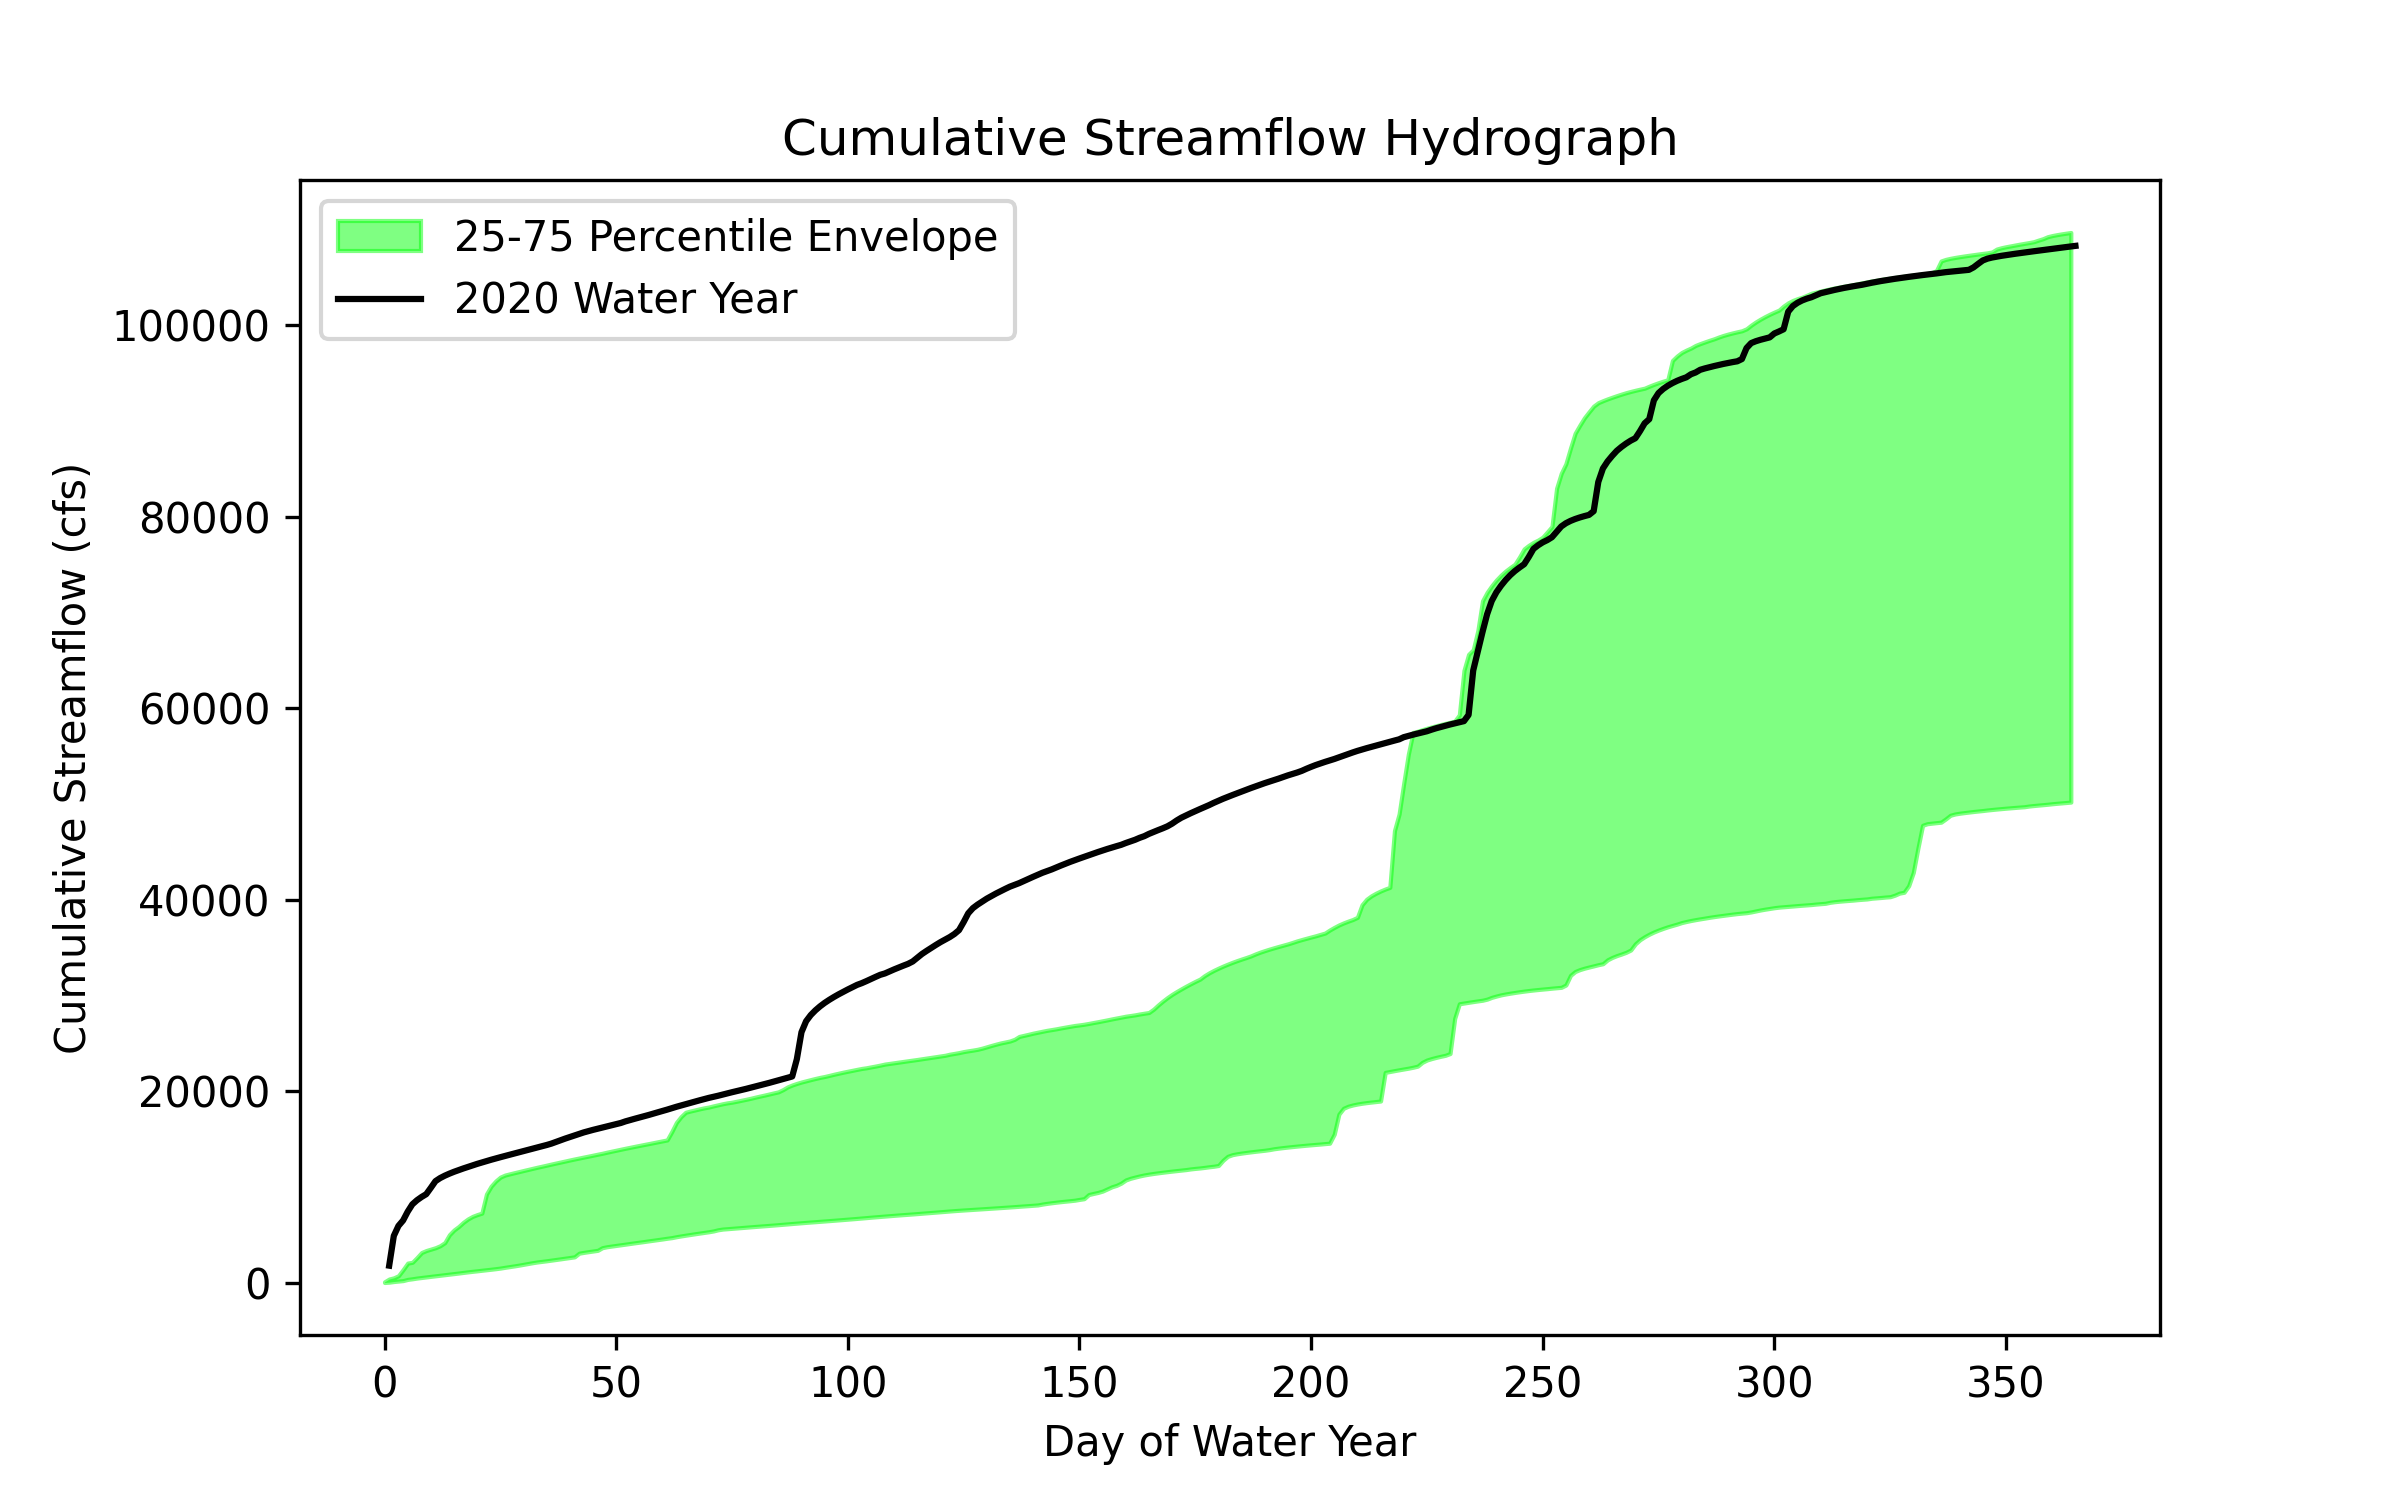 Cumulative Streamflow Hydrograph
25-75 Percentile Envelope
2020 Water Year
100000
80000
60000
40000
20000
0
Cumulative Streamflow (cfs)
0 50 100 150 200 250 300 350
Day of Water Year